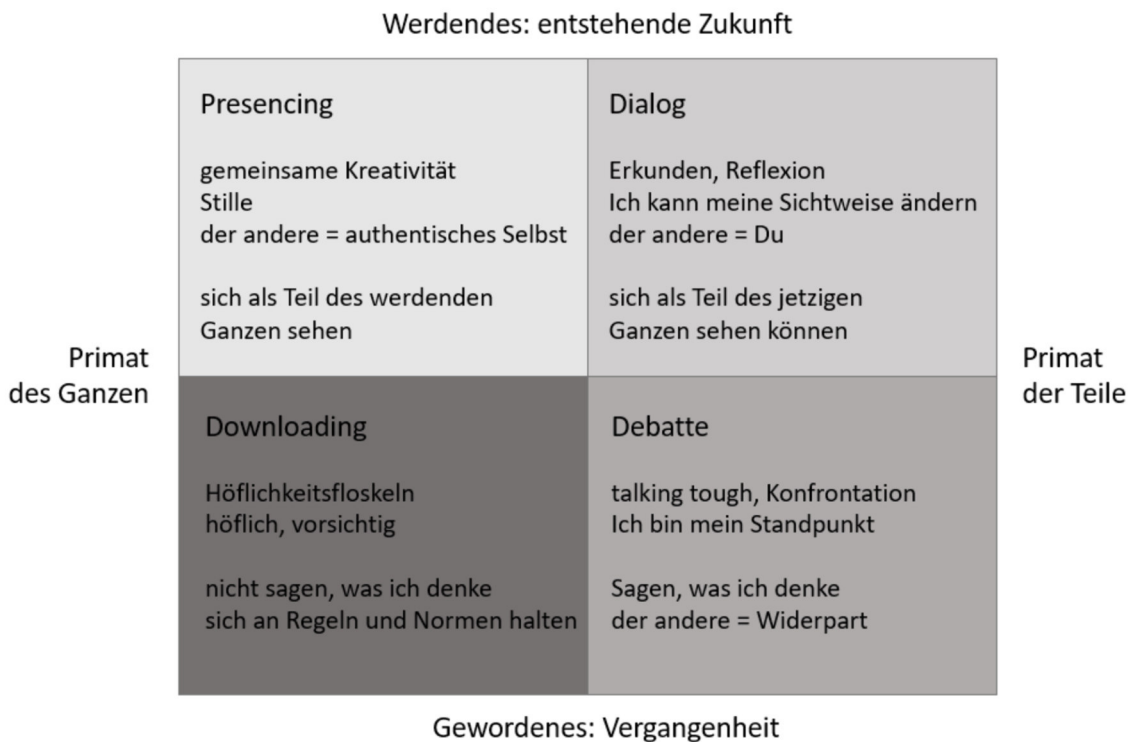 Werdendes: entstehende Zukunft
Presencing
gemeinsame Kreativität
Stille
der andere = authentisches Selbst
sich als Teil des werdenden
Ganzen sehen
Dialog
Erkunden, Reflexion
Ich kann meine Sichtweise ändern
der andere = Du
sich als Teil des jetzigen
Ganzen sehen können
Primat
des Ganzen
Primat
der Teile
Downloading
Höflichkeitsfloskeln
höflich, vorsichtig
nicht sagen, was ich denke
sich an Regeln und Normen halten
Debatte
talking tough, Konfrontation
Ich bin mein Standpunkt
Sagen, was ich denke
der andere = Widerpart
Gewordenes: Vergangenheit